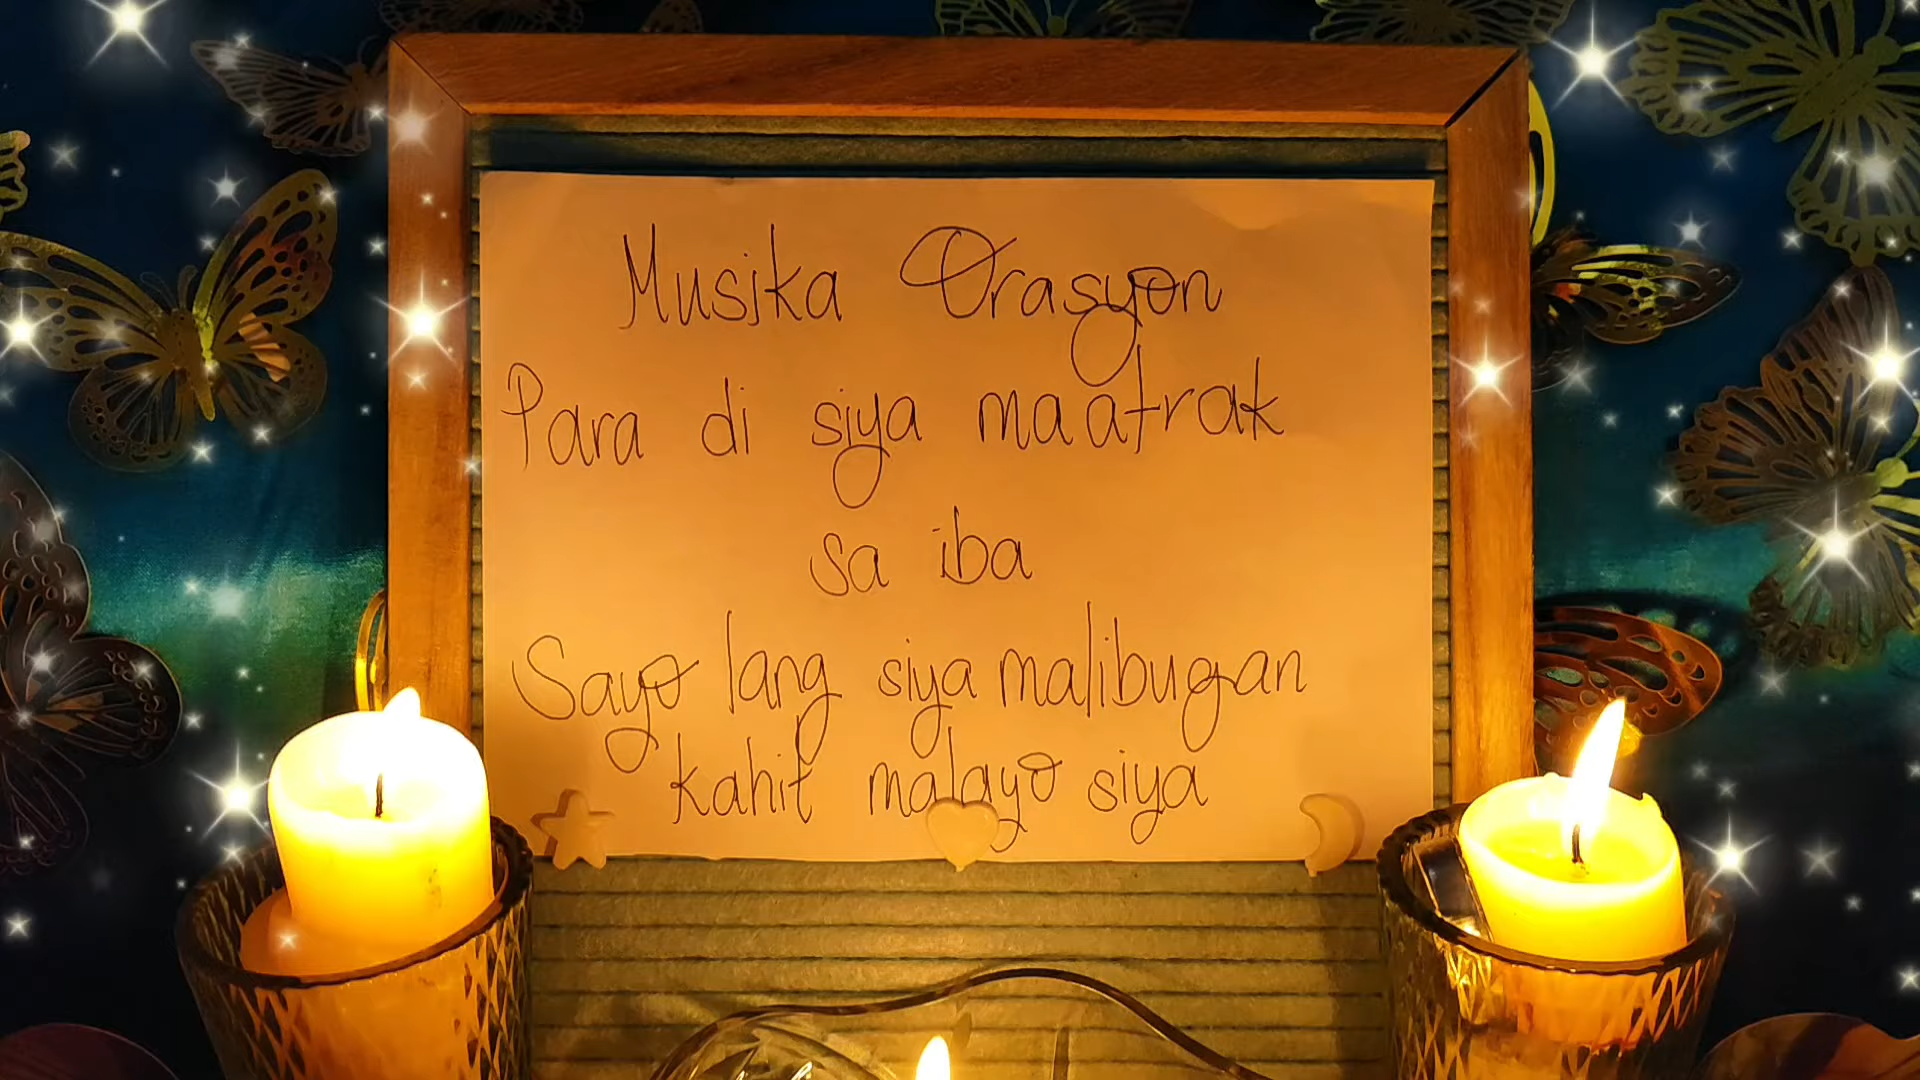 Musika Orasyon
Para di siya maatrak
sa iba
Sayo lang siya malibugan
kahit malayo siya